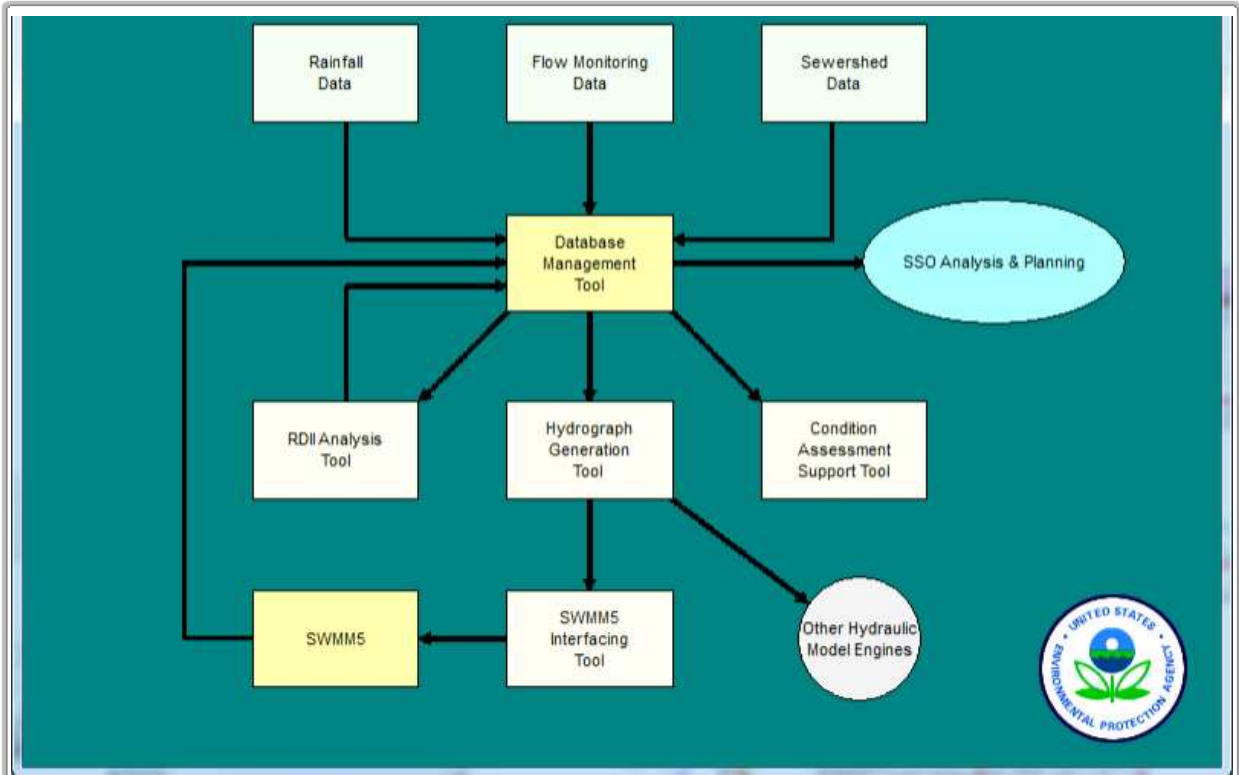 Rainfall
Data
Flow Monitoring
Data
Sewershed
Data
Database
Management
Tool
SSO Analysis & Planning
RDII Analysis
Tool
Hydrograph
Generation
Tool
Condition
Assessment
Support Tool
SWMM5
SWMM5
Interfacing
Tool
Other Hydraulic
Model Engines
UNITED STATES
ENVIRONMENTAL PROTECTION AGENCY